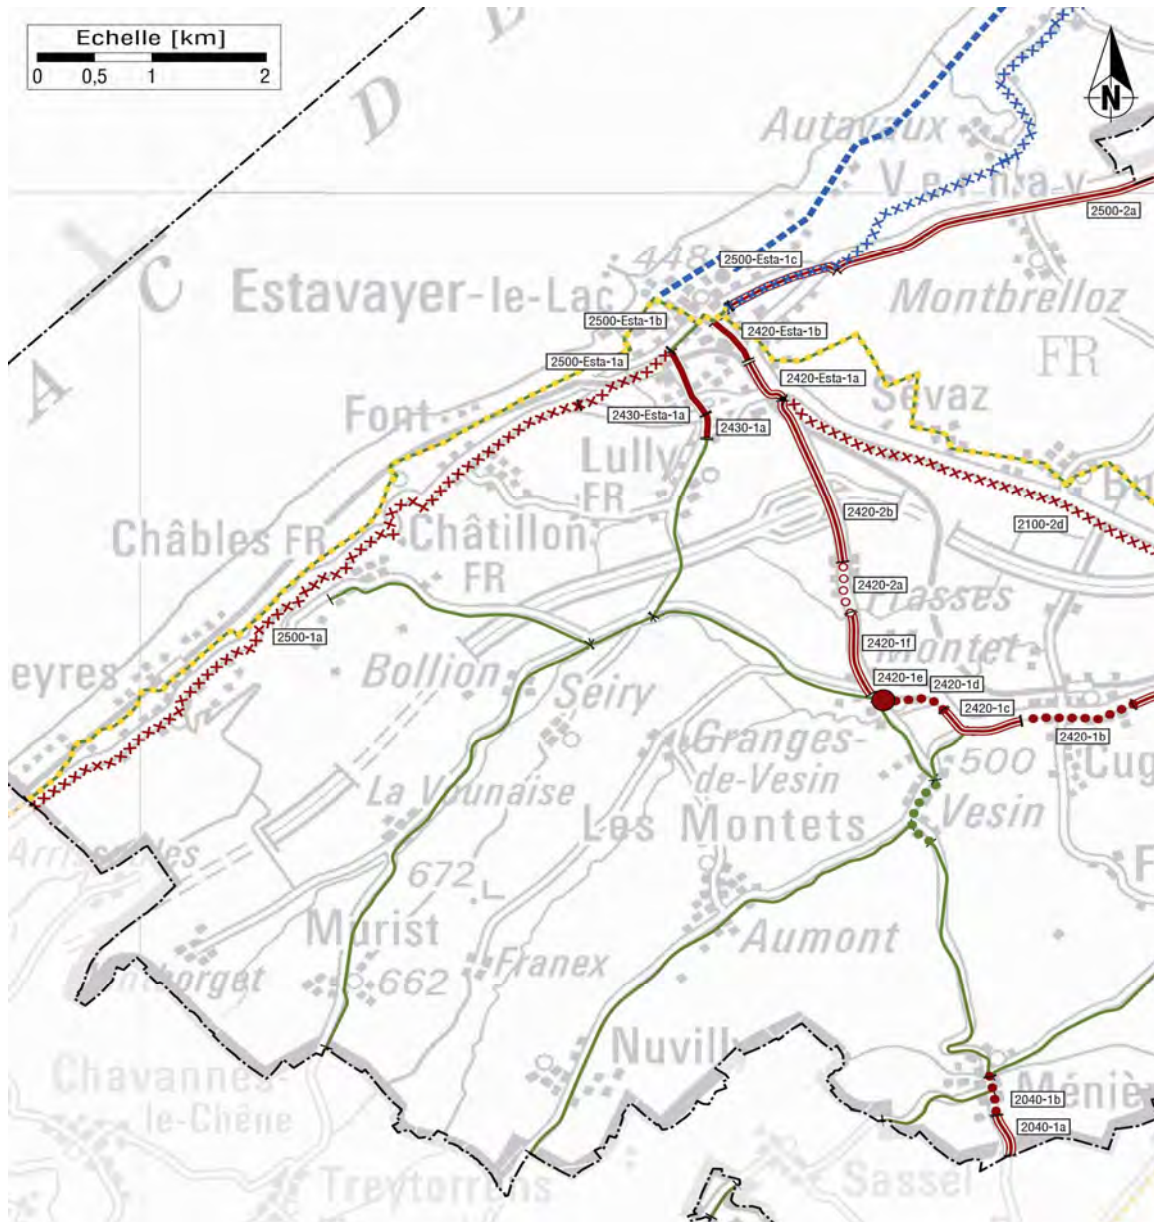 Echelle [km]
0 0,5 1 2
E
D
C
A
N
Autavaux
2500-2a
448
2500-Esta-1c
Estavayer-le-Lac
Montbrelloz
2500-Esta-1b
2420-Esta-1b
FR
2500-Esta-1a
2420-Esta-1a
Sévaz
Font
2430-Esta-1a
2430-1a
Lully
FR
Bu
2420-2b
2100-2d
Châbles FR
Châtillon
FR
2420-2a
2500-1a
2420-1f
Montet
eyres
Bollion
2420-1e
2420-1d
Seiry
2420-1c
2420-1b
Granges-
de-Vesin
500
Cug
La Vounaise
Les Montets
Vesin
672
Murist
Aumont
662
Franex
Nuvilly
Chavannes-
le-Chêne
2040-1b
2040-1a
Sassel